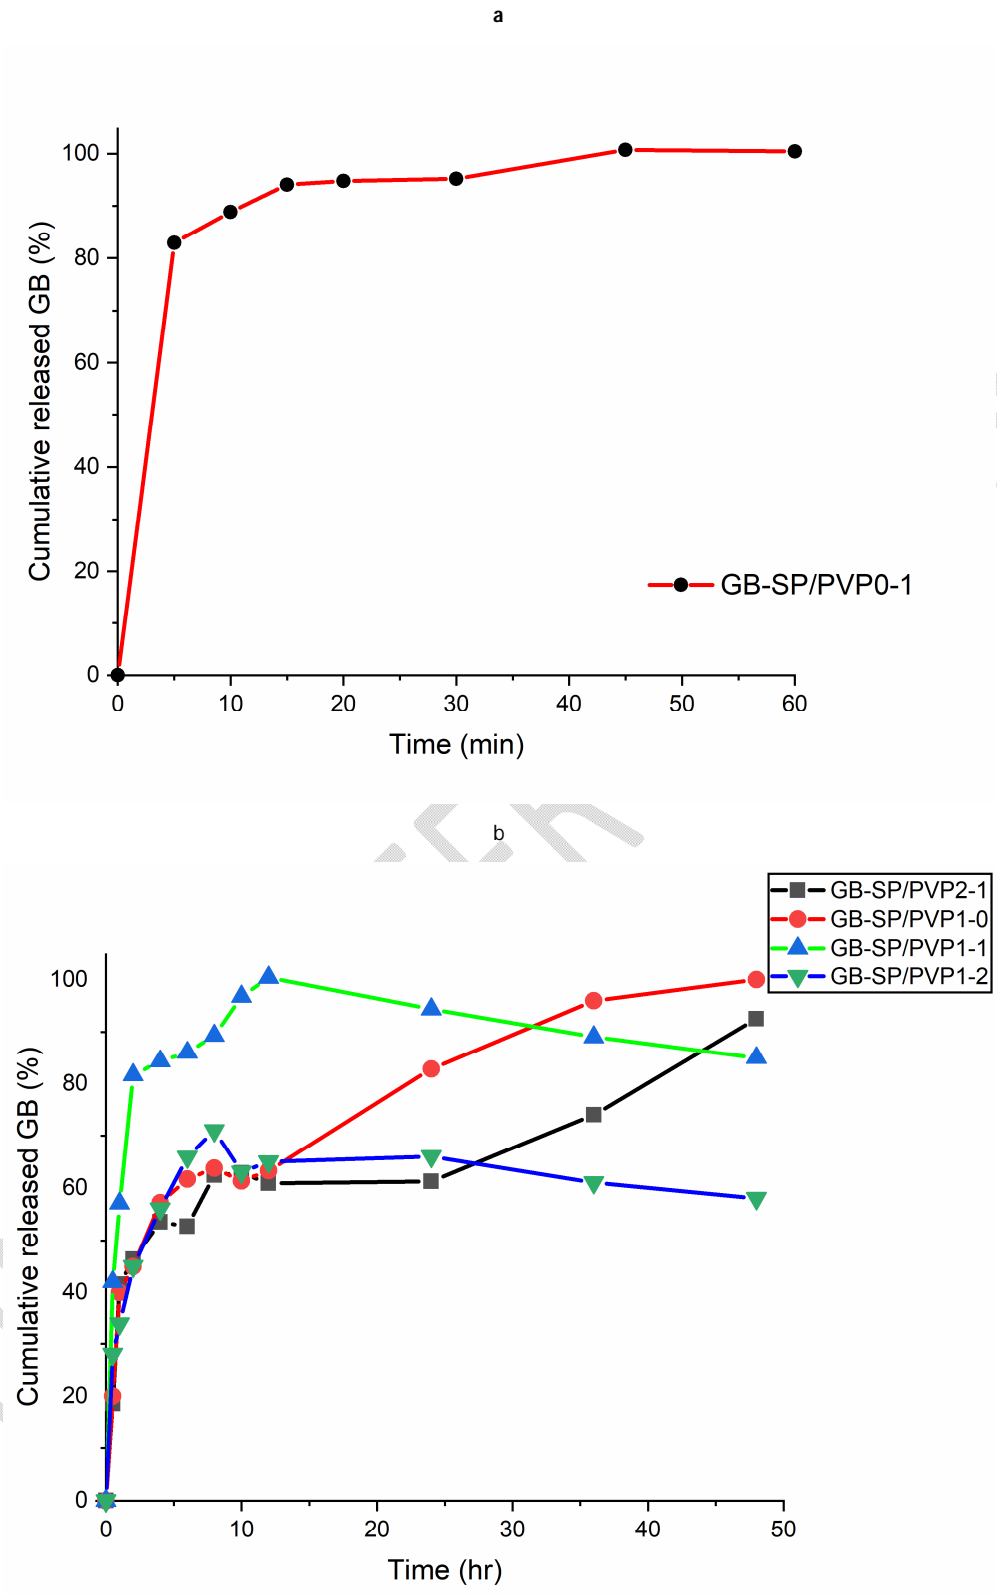 a
100
80
60
40
20
0
Cumulative released GB (%)
GB-SP/PVP0-1
0 10 20 30 40 50 60
Time (min)
b
GB-SP/PVP2-1
GB-SP/PVP1-0
GB-SP/PVP1-1
GB-SP/PVP1-2
100
80
60
40
20
0
Cumulative released GB (%)
0 10 20 30 40 50
Time (hr)